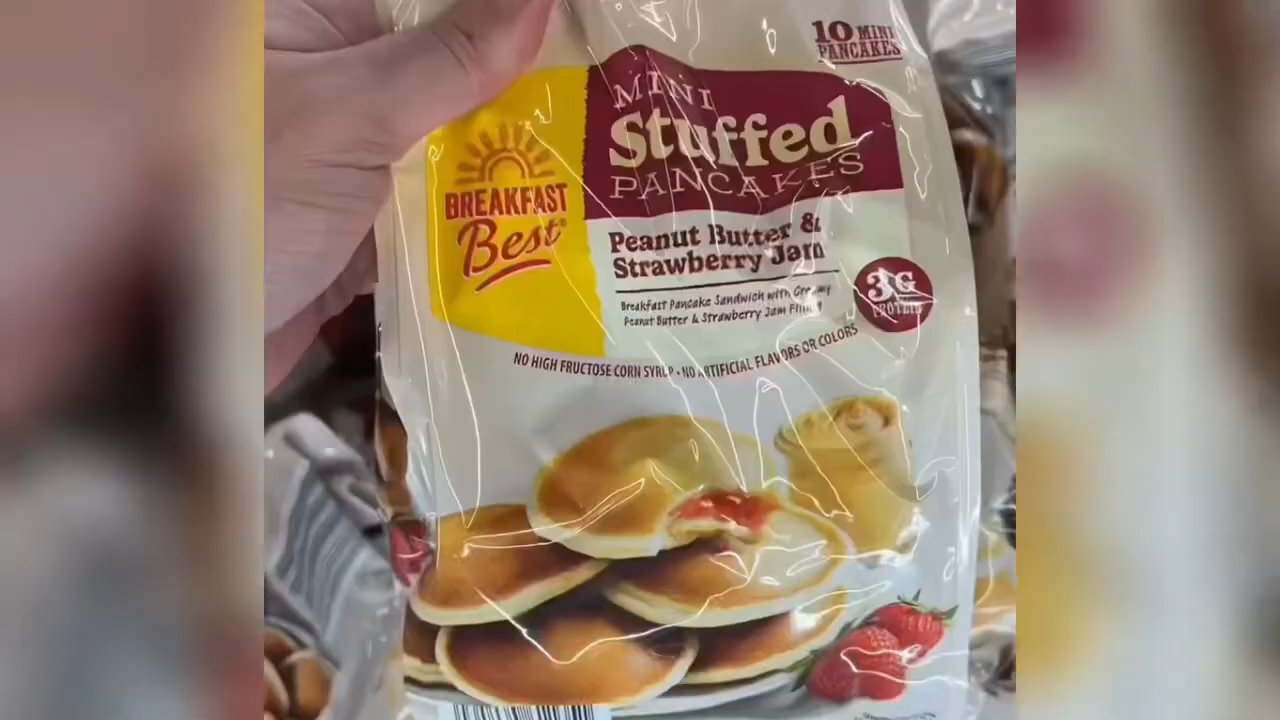 10 MINI
PANCAKES
MINI
Stuffed
PANCAKES
BREAKFAST
Best®
Peanut Butter &
Strawberry Jam
Breakfast Pancake Sandwich with Creamy
Peanut Butter & Strawberry Jam Filling
3G
PROTEIN
NO HIGH FRUCTOSE CORN SYRUP • NO ARTIFICIAL FLAVORS OR COLORS